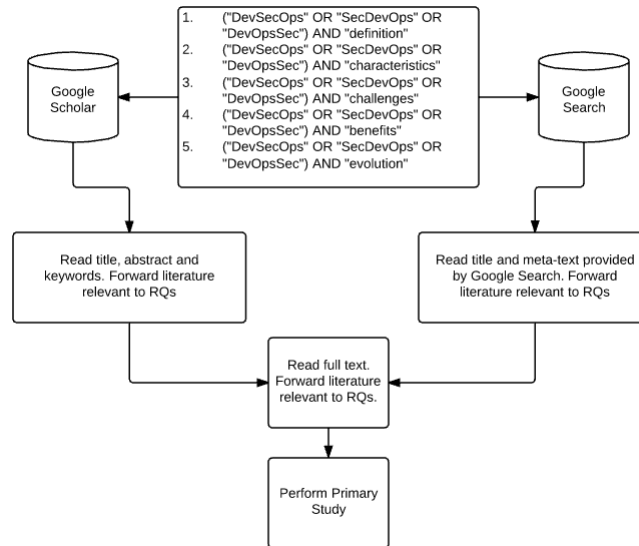 1. ("DevSecOps" OR "SecDevOps" OR
"DevOpsSec") AND "definition"
2. ("DevSecOps" OR "SecDevOps" OR
"DevOpsSec") AND "characteristics"
3. ("DevSecOps" OR "SecDevOps" OR
"DevOpsSec") AND "challenges"
4. ("DevSecOps" OR "SecDevOps" OR
"DevOpsSec") AND "benefits"
5. ("DevSecOps" OR "SecDevOps" OR
"DevOpsSec") AND "evolution"
Google
Scholar
Google
Search
Read title, abstract and
keywords. Forward literature
relevant to RQs
Read title and meta-text provided
by Google Search. Forward
literature relevant to RQs
Read full text.
Forward literature
relevant to RQs.
Perform Primary
Study